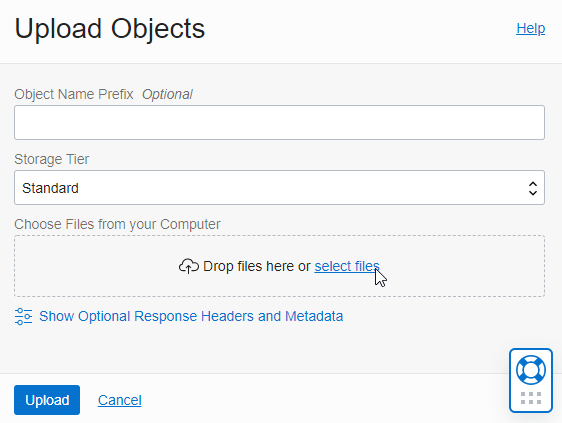 Upload Objects
Help
Object Name Prefix Optional
Storage Tier
Standard
Choose Files from your Computer
Drop files here or select files
Show Optional Response Headers and Metadata
Upload Cancel